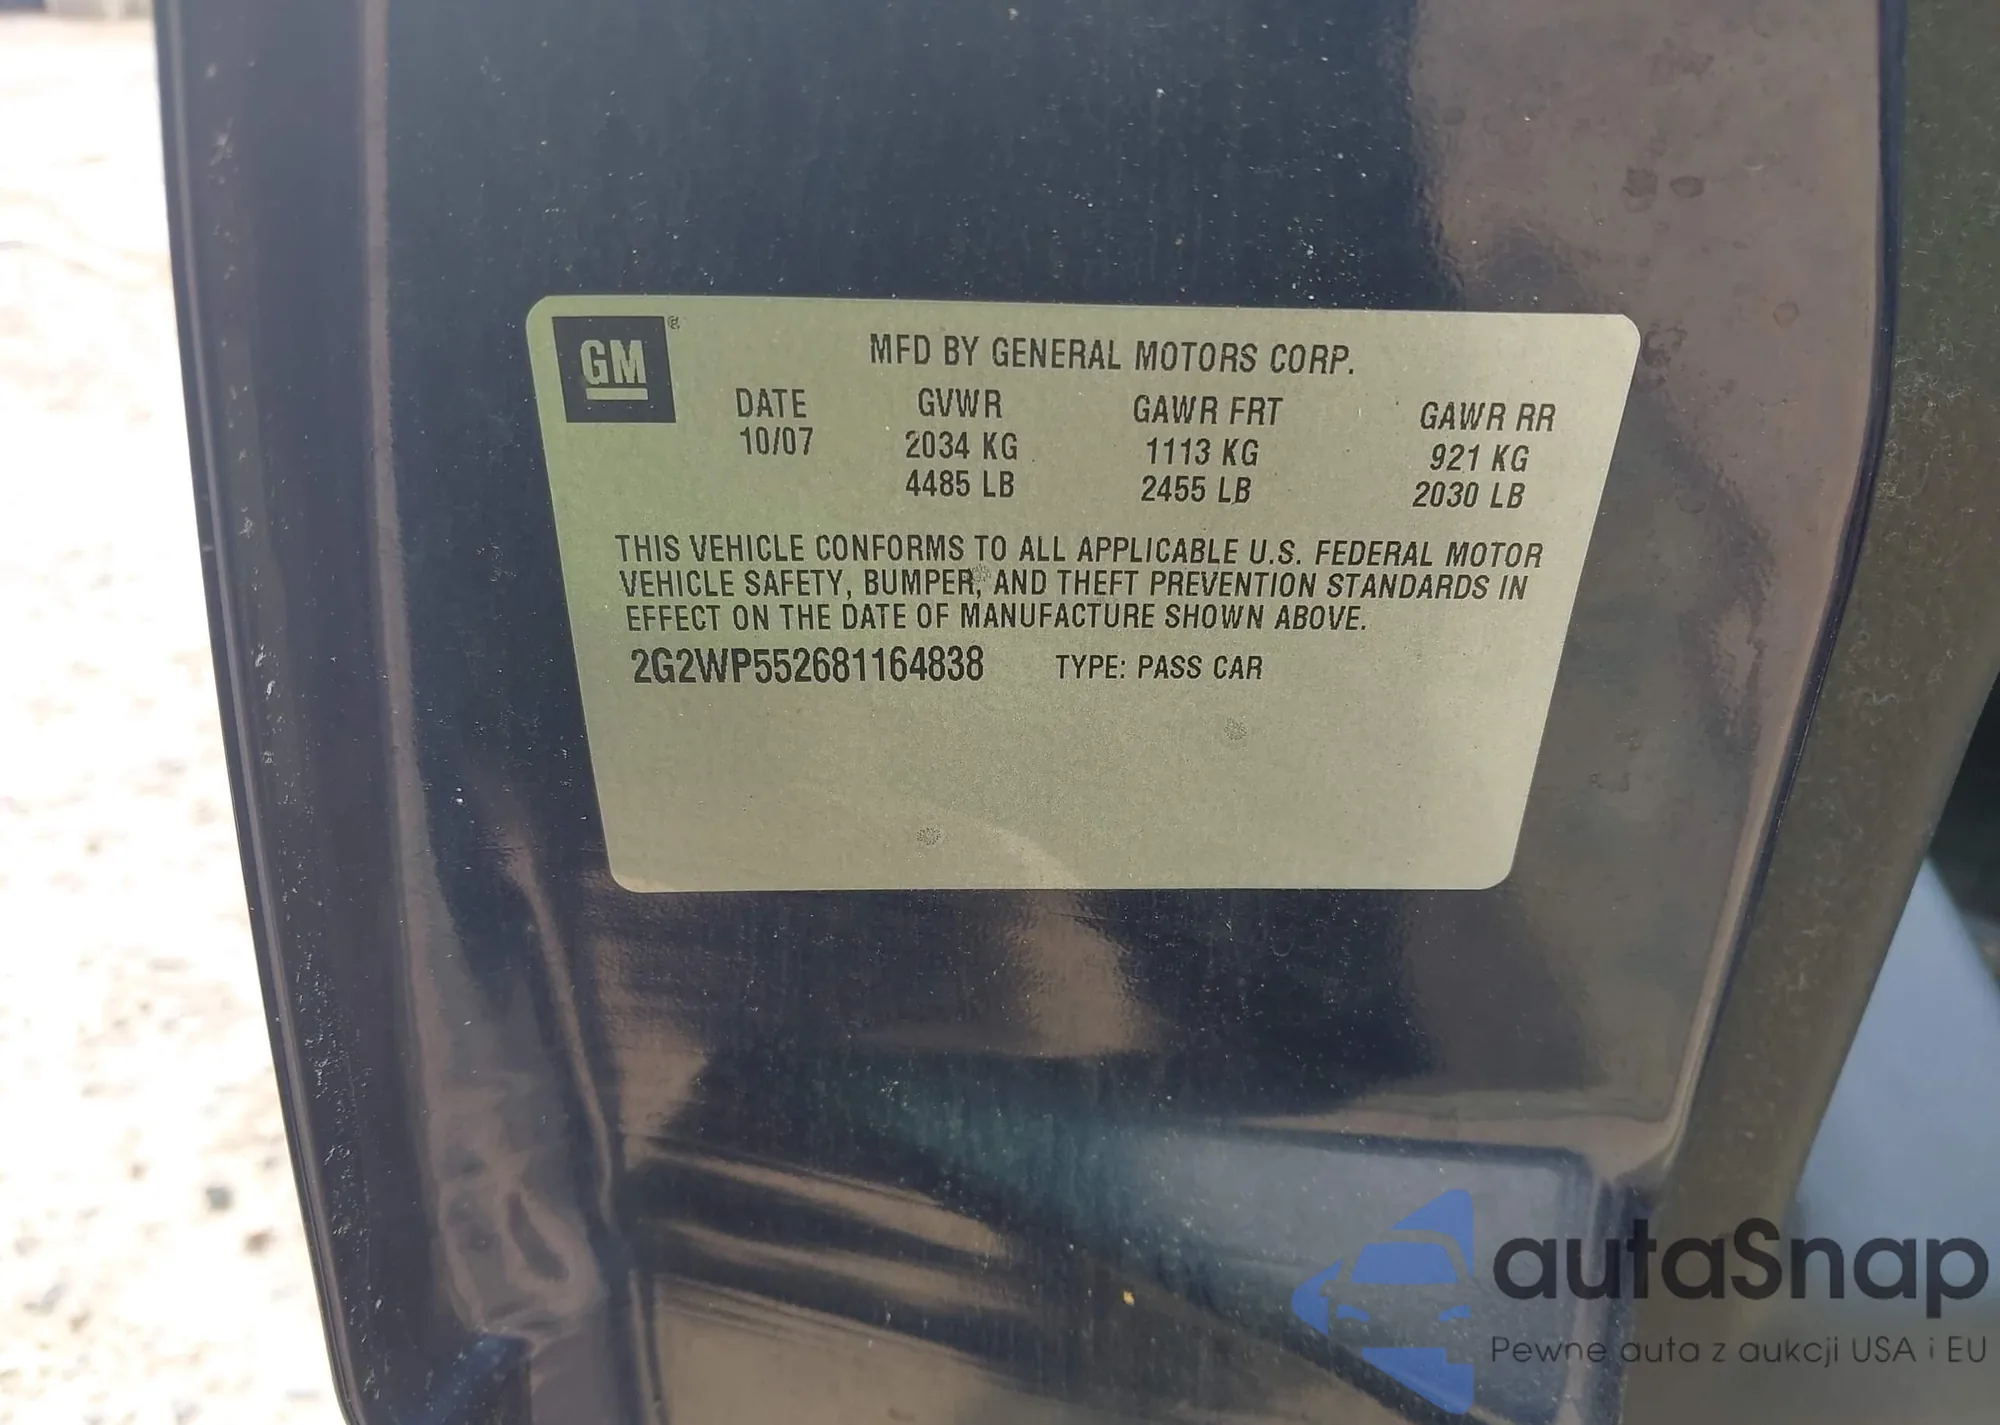 GM ®
MFD BY GENERAL MOTORS CORP.
DATE GVWR GAWR FRT GAWR RR
10/07 2034 KG 1113 KG 921 KG
4485 LB 2455 LB 2030 LB
THIS VEHICLE CONFORMS TO ALL APPLICABLE U.S. FEDERAL MOTOR
VEHICLE SAFETY, BUMPER, AND THEFT PREVENTION STANDARDS IN
EFFECT ON THE DATE OF MANUFACTURE SHOWN ABOVE.
2G2WP552681164838 TYPE: PASS CAR
autaSnap
Pewne auta z aukcji USA i EU